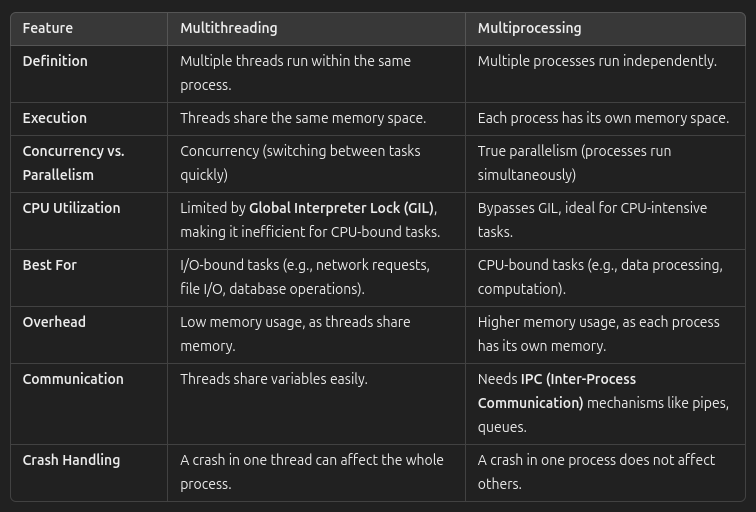 Feature Multithreading Multiprocessing
Definition Multiple threads run within the same Multiple processes run independently.
process.
Execution Threads share the same memory space. Each process has its own memory space.
Concurrency vs. Concurrency (switching between tasks True parallelism (processes run
Parallelism quickly) simultaneously)
CPU Utilization Limited by Global Interpreter Lock (GIL), Bypasses GIL, ideal for CPU-intensive
making it inefficient for CPU-bound tasks. tasks.
Best For I/O-bound tasks (e.g., network requests, CPU-bound tasks (e.g., data processing,
file I/O, database operations). computation).
Overhead Low memory usage, as threads share Higher memory usage, as each process
memory. has its own memory.
Communication Threads share variables easily. Needs IPC (Inter-Process
Communication) mechanisms like pipes,
queues.
Crash Handling A crash in one thread can affect the whole A crash in one process does not affect
process. others.